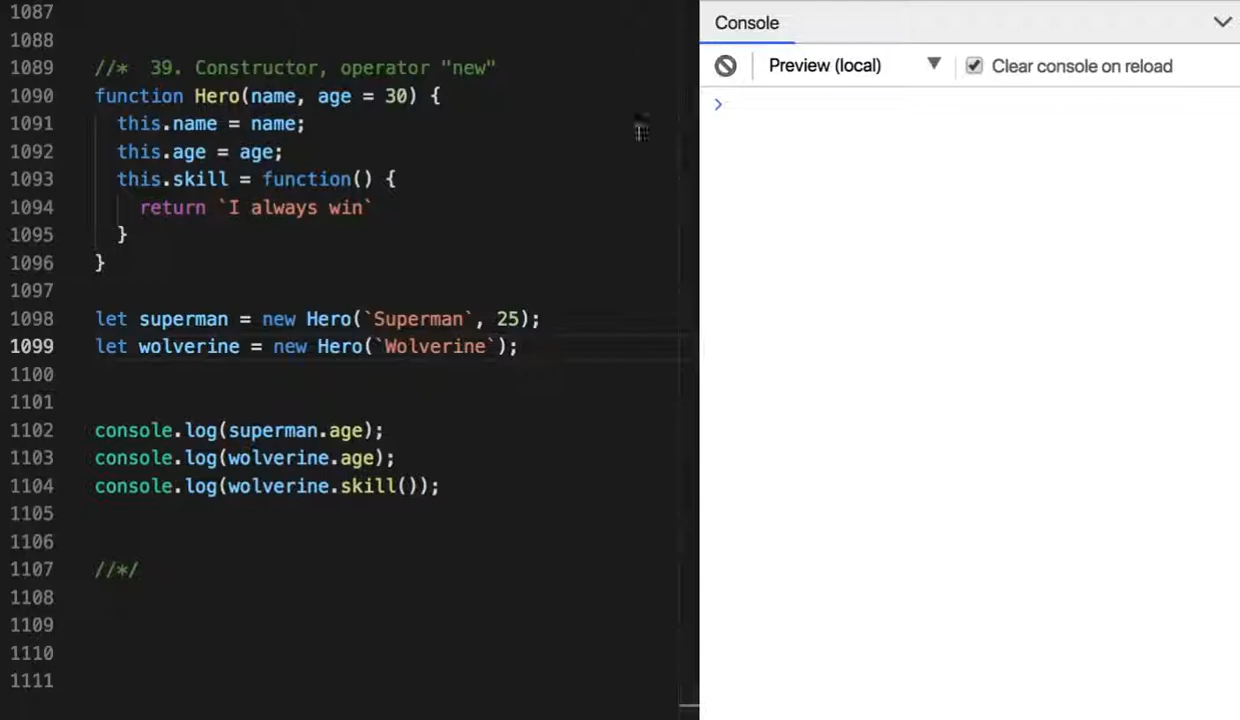 1087
1088
1089 //*  39. Constructor, operator "new"
1090 function Hero(name, age = 30) {
1091   this.name = name;
1092   this.age = age;
1093   this.skill = function() {
1094     return `I always win`
1095   }
1096 }
1097
1098 let superman = new Hero(`Superman`, 25);
1099 let wolverine = new Hero(`Wolverine`);
1100
1101
1102 console.log(superman.age);
1103 console.log(wolverine.age);
1104 console.log(wolverine.skill());
1105
1106
1107 //*/
1108
1109
1110
1111
Console
Preview (local) ▼ Clear console on reload
>